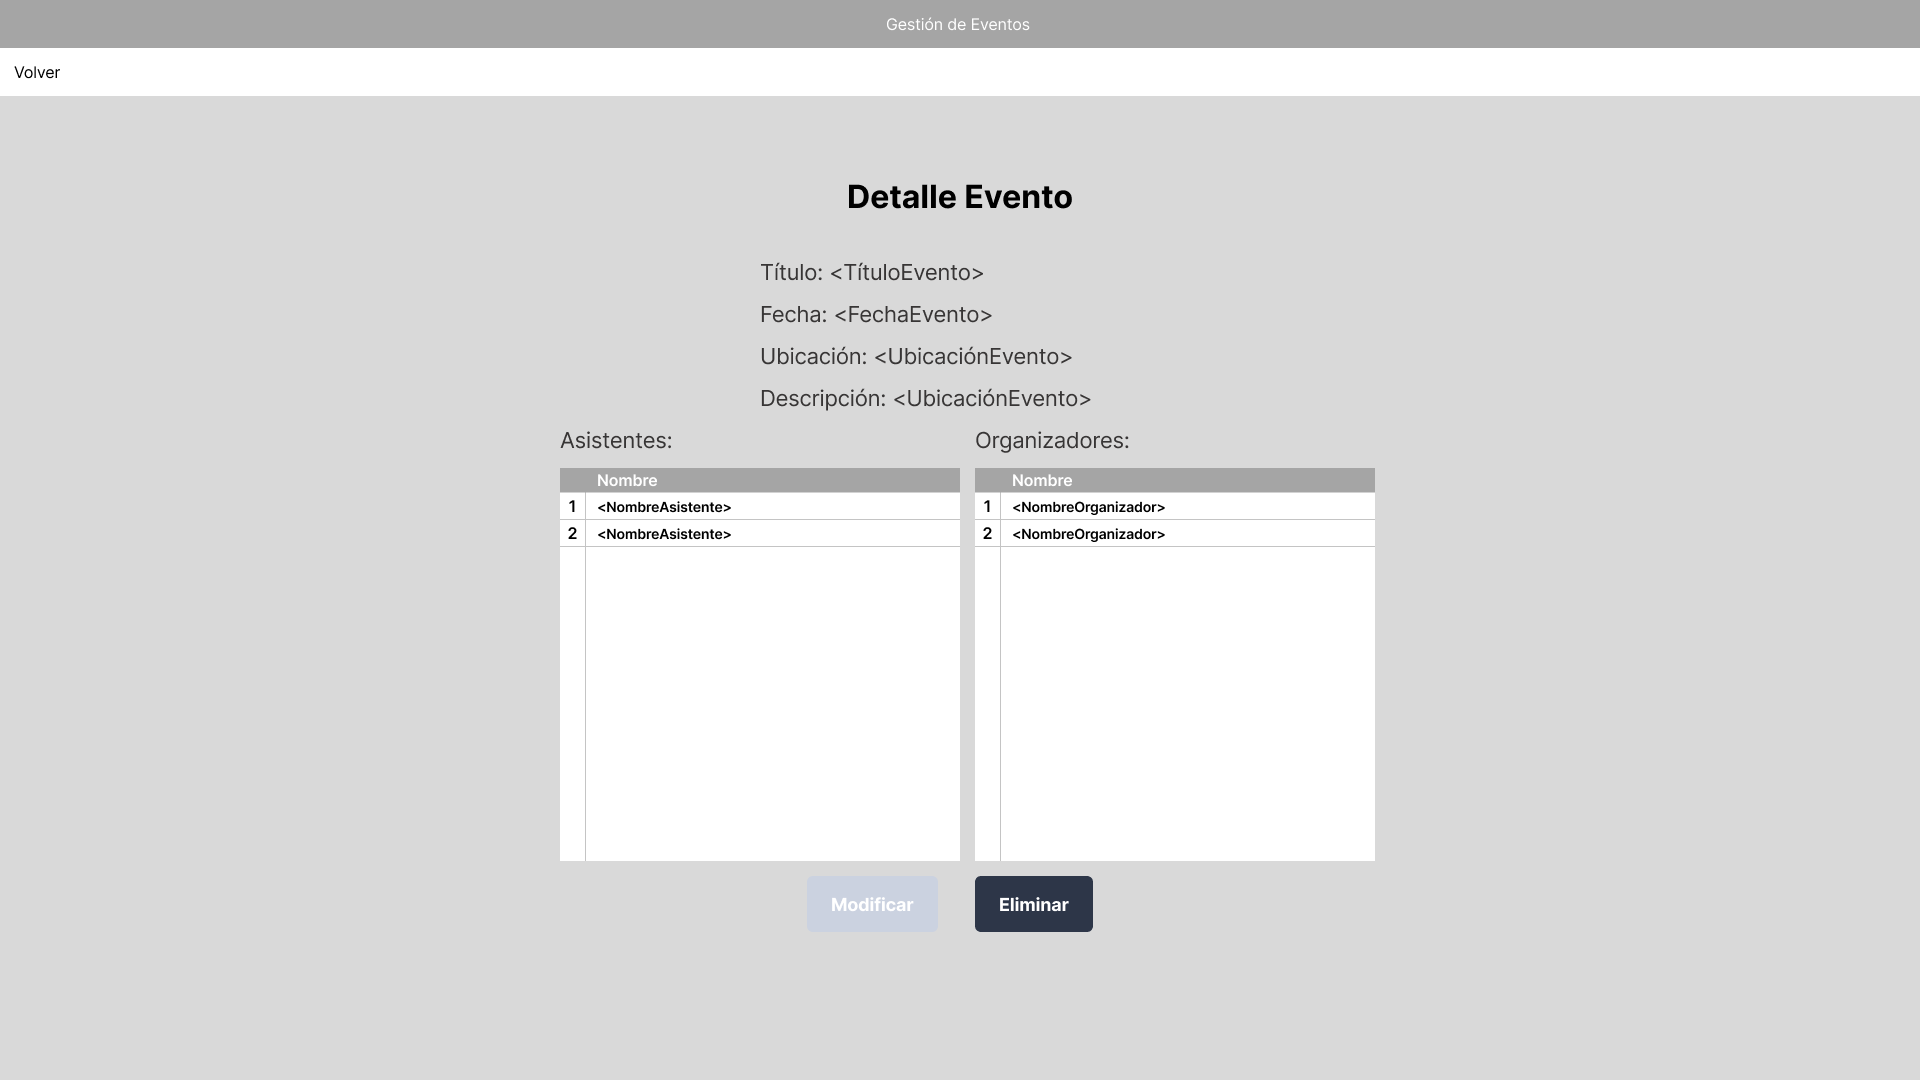 Gestión de Eventos
Volver
Detalle Evento
Título: <TítuloEvento>
Fecha: <FechaEvento>
Ubicación: <UbicaciónEvento>
Descripción: <UbicaciónEvento>
Asistentes:
Nombre
1 <NombreAsistente>
2 <NombreAsistente>
Organizadores:
Nombre
1 <NombreOrganizador>
2 <NombreOrganizador>
Modificar
Eliminar